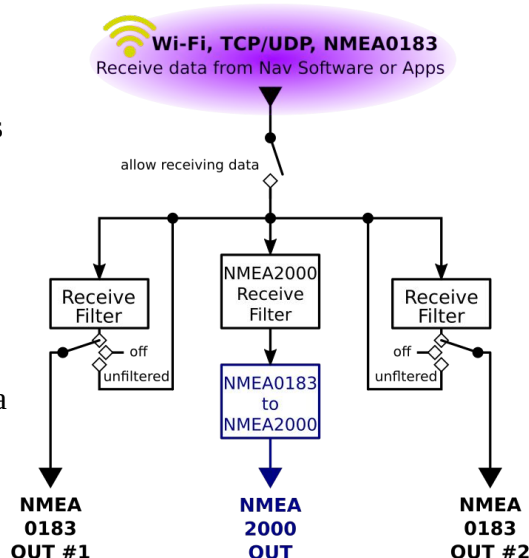 Wi-Fi, TCP/UDP, NMEA0183
Receive data from Nav Software or Apps
s
allow receiving data
Receive
Filter
NMEA2000
Receive
Filter
Receive
Filter
off
unfiltered
off
unfiltered
NMEA0183
to
NMEA2000
a
NMEA
0183
OUT #1
NMEA
2000
OUT
NMEA
0183
OUT #2